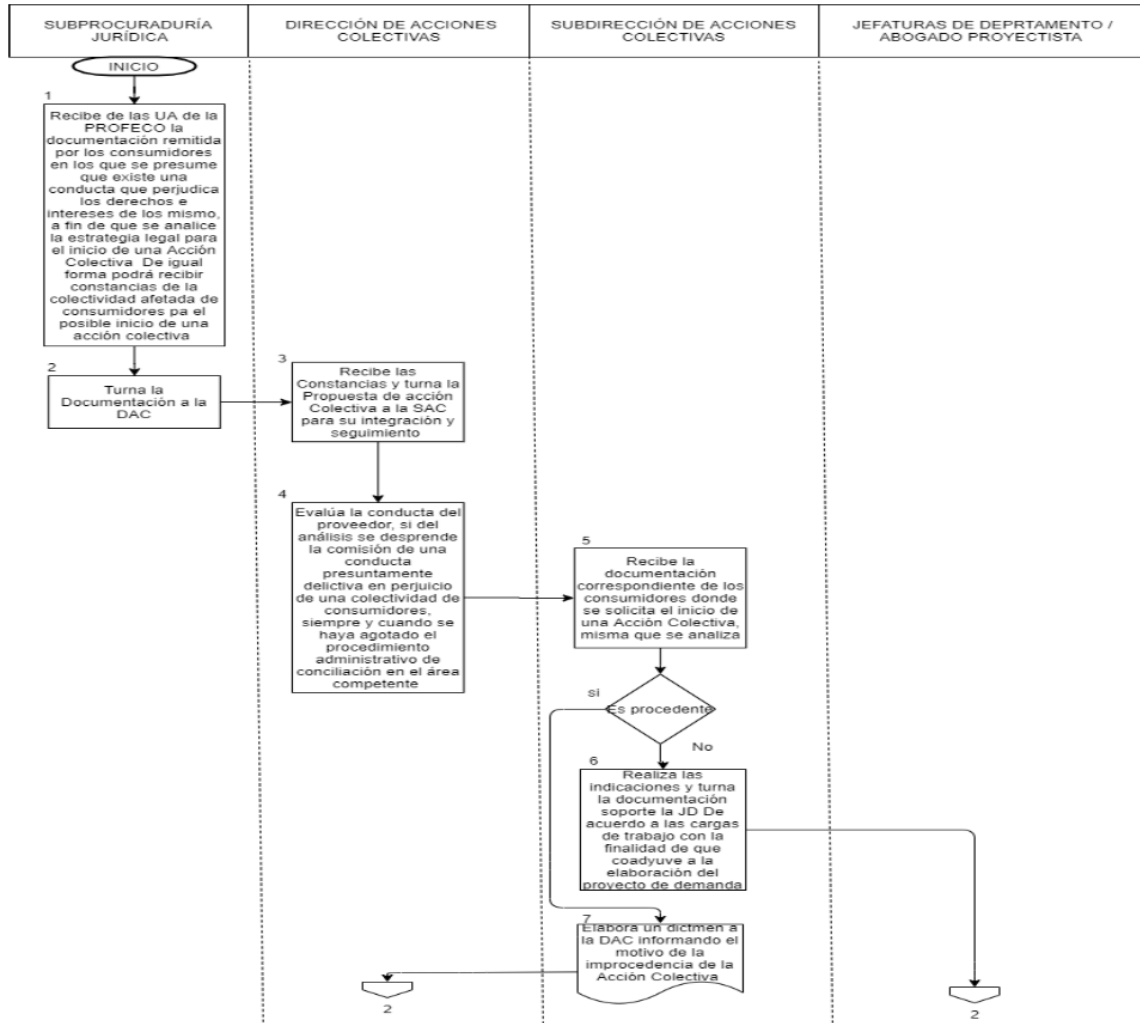 SUBPROCURADURÍA
JURÍDICA
DIRECCIÓN DE ACCIONES
COLECTIVAS
SUBDIRECCIÓN DE ACCIONES
COLECTIVAS
JEFATURAS DE DEPRTAMENTO /
ABOGADO PROYECTISTA
INICIO
1
Recibe de las UA de la
PROFECO la
documentación remitida
por los consumidores
en los que se presume
que existe una
conducta que perjudica
los derechos e
intereses de los mismo,
a fin de que se analice
la estrategia legal para
el inicio de una Acción
Colectiva De igual
forma podrá recibir
constancias de la
colectividad afetada de
consumidores pa el
posible inicio de una
acción colectiva
2
Turna la
Documentación a la
DAC
3
Recibe las
Constancias y turna la
Propuesta de acción
Colectiva a la SAC
para su integración y
seguimiento
4
Evalúa la conducta del
proveedor, si del
análisis se desprende
la comisión de una
conducta
presuntamente
delictiva en perjuicio
de una colectividad de
consumidores,
siempre y cuando se
haya agotado el
procedimiento
administrativo de
conciliación en el área
competente
5
Recibe la
documentación
correspondiente de los
consumidores donde
se solicita el inicio de
una Acción Colectiva,
misma que se analiza
si
Es procedente
No
6
Realiza las
indicaciones y turna
la documentación
soporte la JD De
acuerdo a las cargas
de trabajo con la
finalidad de que
coadyuve a la
elaboración del
proyecto de demanda
7
Elabora un dictmen a
la DAC informando el
motivo de la
improcedencia de la
Acción Colectiva
2
2